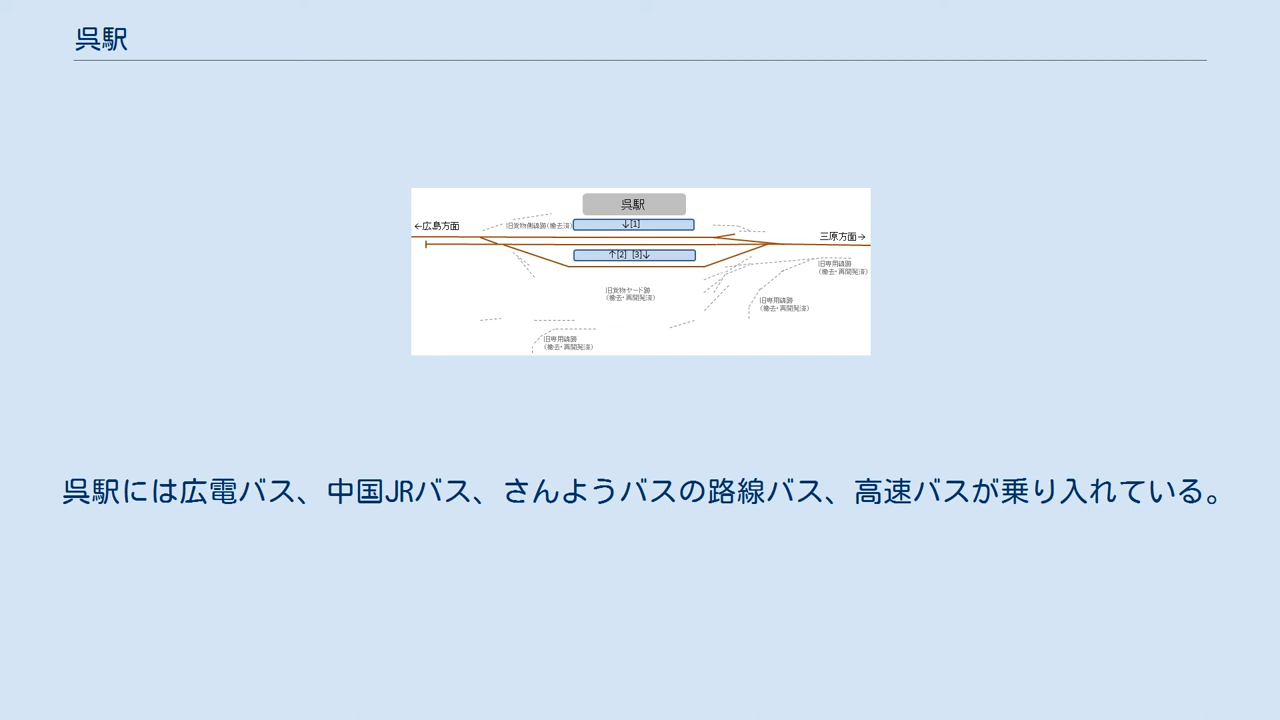 呉駅
呉駅
←広島方面
旧貨物側線跡(撤去済)
↓[1]
三原方面→
↑[2] [3]↓
旧専用線跡
(撤去・再開発済)
旧貨物ヤード跡
(撤去・再開発済)
旧専用線跡
(撤去・再開発済)
旧専用線跡
(撤去・再開発済)
呉駅には広電バス、中国JRバス、さんようバスの路線バス、高速バスが乗り入れている。